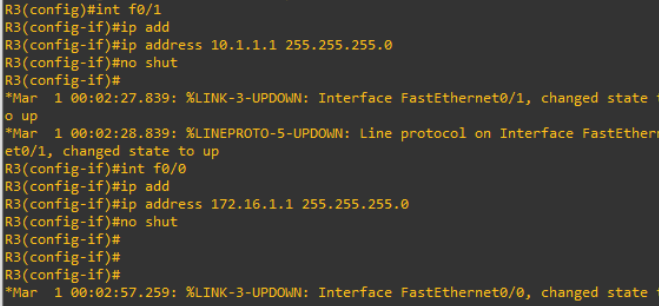 R3(config)#int f0/1
R3(config-if)#ip add
R3(config-if)#ip address 10.1.1.1 255.255.255.0
R3(config-if)#no shut
R3(config-if)#
*Mar  1 00:02:27.839: %LINK-3-UPDOWN: Interface FastEthernet0/1, changed state t
o up
*Mar  1 00:02:28.839: %LINEPROTO-5-UPDOWN: Line protocol on Interface FastEthern
et0/1, changed state to up
R3(config-if)#int f0/0
R3(config-if)#ip add
R3(config-if)#ip address 172.16.1.1 255.255.255.0
R3(config-if)#no shut
R3(config-if)#
R3(config-if)#
R3(config-if)#
*Mar  1 00:02:57.259: %LINK-3-UPDOWN: Interface FastEthernet0/0, changed state t